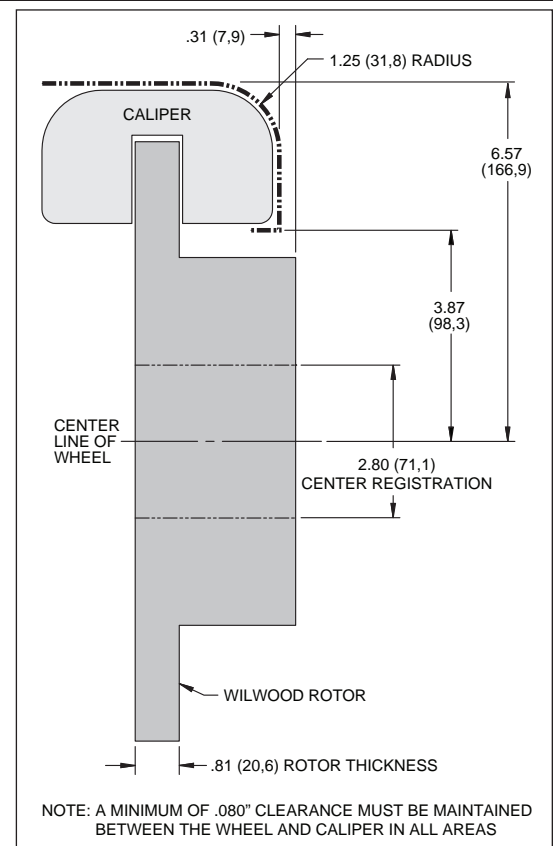 .31 (7,9)
1.25 (31,8) RADIUS
CALIPER
6.57
(166,9)
3.87
(98,3)
CENTER
LINE OF
WHEEL
2.80 (71,1)
CENTER REGISTRATION
WILWOOD ROTOR
.81 (20,6) ROTOR THICKNESS
NOTE: A MINIMUM OF .080" CLEARANCE MUST BE MAINTAINED
BETWEEN THE WHEEL AND CALIPER IN ALL AREAS